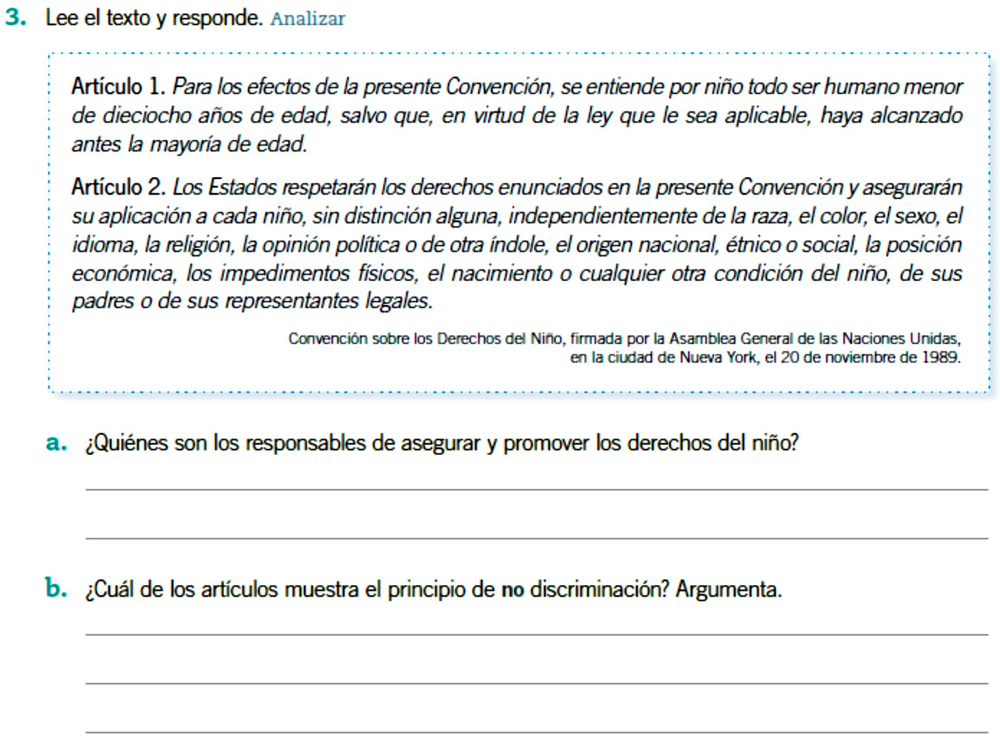 3. Lee el texto y responde. Analizar
Artículo 1. Para los efectos de la presente Convención, se entiende por niño todo ser humano menor
de dieciocho años de edad, salvo que, en virtud de la ley que le sea aplicable, haya alcanzado
antes la mayoría de edad.
Artículo 2. Los Estados respetarán los derechos enunciados en la presente Convención y asegurarán
su aplicación a cada niño, sin distinción alguna, independientemente de la raza, el color, el sexo, el
idioma, la religión, la opinión política o de otra índole, el origen nacional, étnico o social, la posición
económica, los impedimentos físicos, el nacimiento o cualquier otra condición del niño, de sus
padres o de sus representantes legales.
Convención sobre los Derechos del Niño, firmada por la Asamblea General de las Naciones Unidas,
en la ciudad de Nueva York, el 20 de noviembre de 1989.
a. ¿Quiénes son los responsables de asegurar y promover los derechos del niño?
b. ¿Cuál de los artículos muestra el principio de no discriminación? Argumenta.